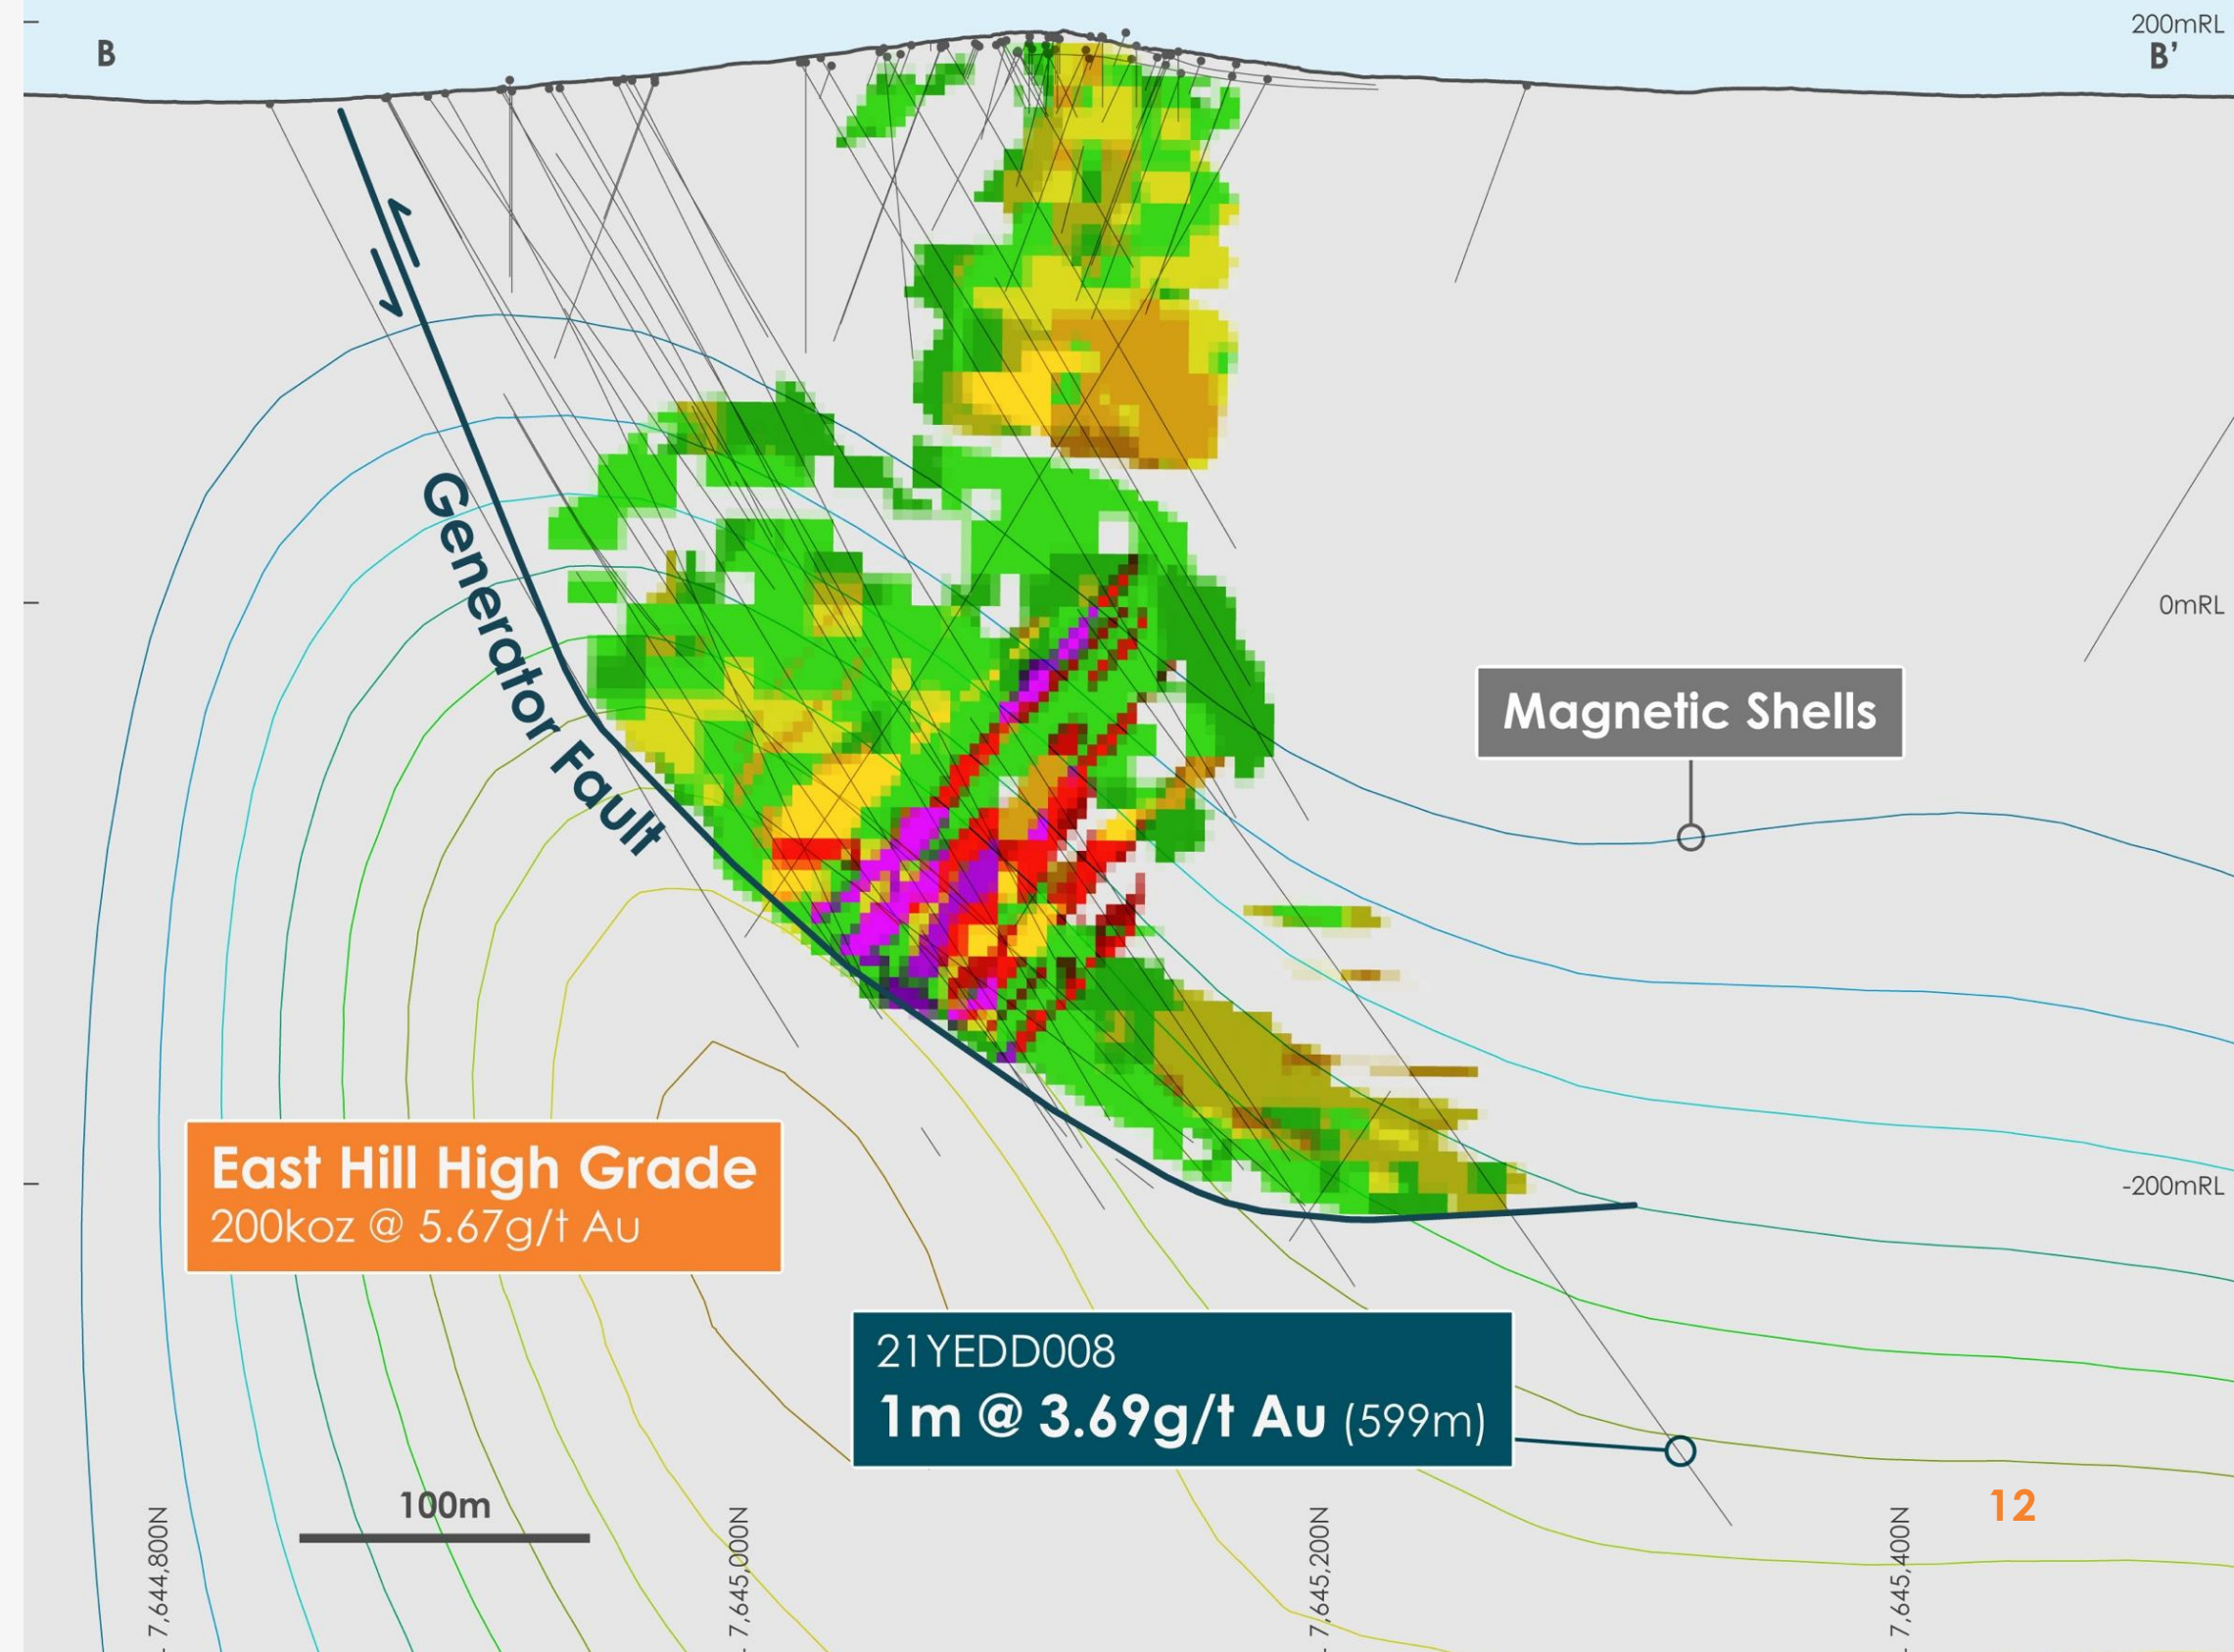 200mRL
B
B’
Generator Fault
0mRL
Magnetic Shells
East Hill High Grade
200koz @ 5.67g/t Au
-200mRL
21YEDD008
1m @ 3.69g/t Au (599m)
100m
12
7,644,800N
7,645,000N
7,645,200N
7,645,400N